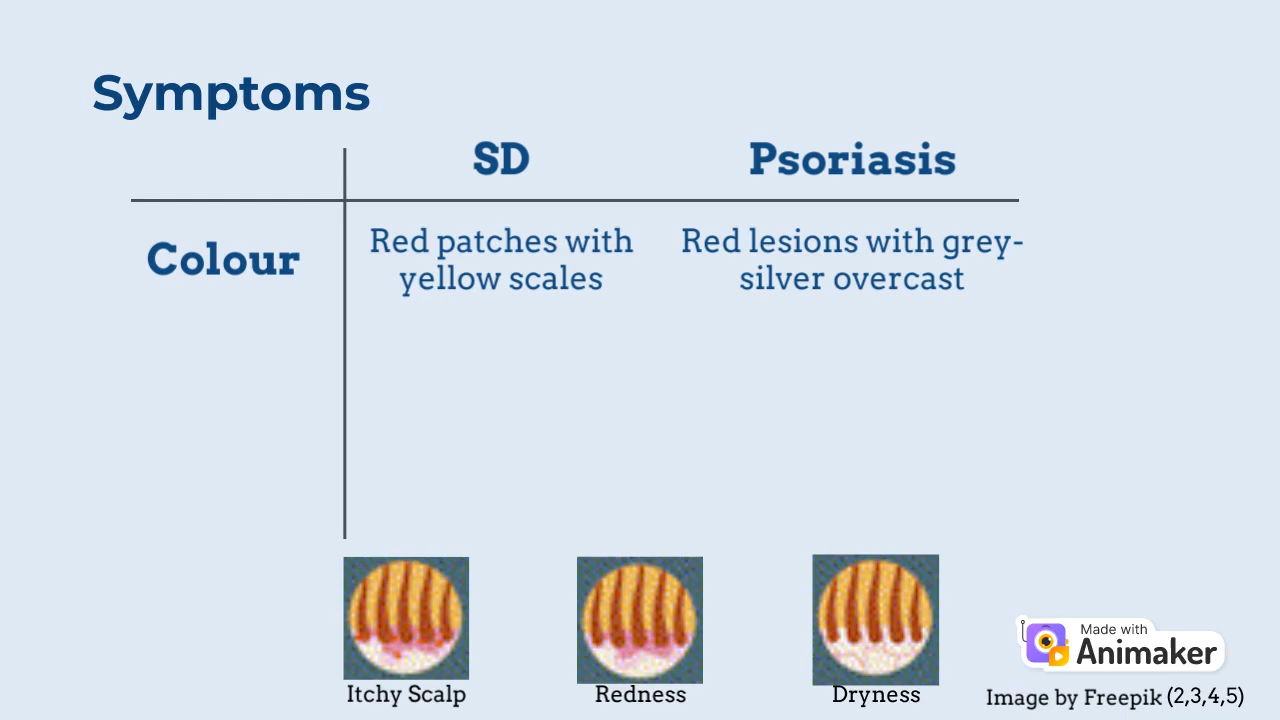 Symptoms
SD
Psoriasis
Colour
Red patches with
yellow scales
Red lesions with grey-
silver overcast
Itchy Scalp
Redness
Dryness
Made with
Animaker
Image by Freepik (2,3,4,5)